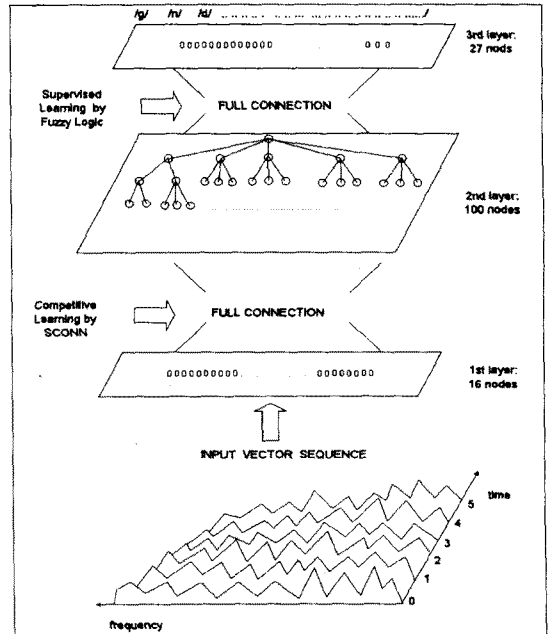 /g/ /n/ /d/ ........................../
3rd layer:
27 nods
Supervised
Learning by
Fuzzy Logic
FULL CONNECTION
2nd layer:
100 nodes
Competitive
Learning by
SCONN
FULL CONNECTION
1st layer:
16 nodes
INPUT VECTOR SEQUENCE
time
5
4
3
2
1
0
frequency